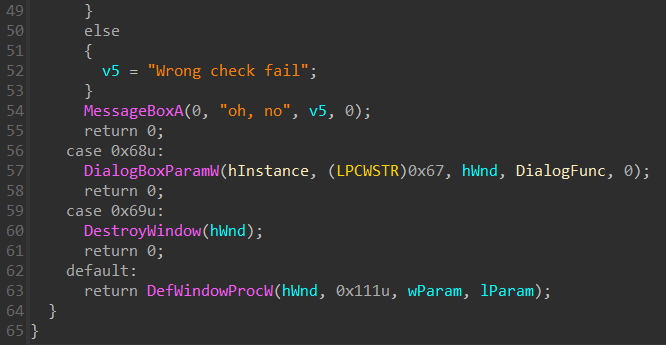 49 }
50 else
51 {
52 v5 = "Wrong check fail";
53 }
54 MessageBoxA(0, "oh, no", v5, 0);
55 return 0;
56 case 0x68u:
57 DialogBoxParamW(hInstance, (LPCWSTR)0x67, hWnd, DialogFunc, 0);
58 return 0;
59 case 0x69u:
60 DestroyWindow(hWnd);
61 return 0;
62 default:
63 return DefWindowProcW(hWnd, 0x111u, wParam, lParam);
64 }
65 }